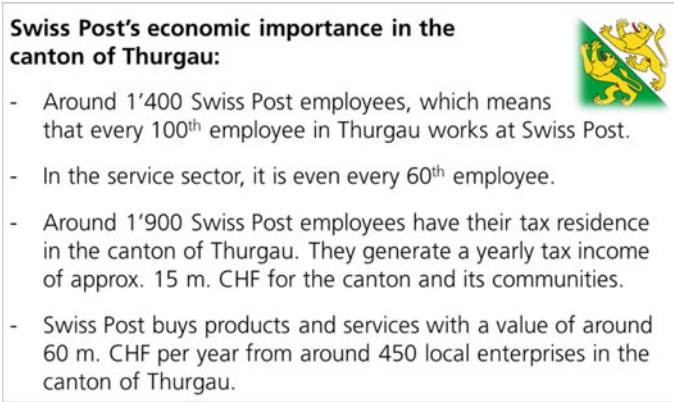 Swiss Post's economic importance in the
canton of Thurgau:
- Around 1'400 Swiss Post employees, which means
that every 100th employee in Thurgau works at Swiss Post.
- In the service sector, it is even every 60th employee.
- Around 1'900 Swiss Post employees have their tax residence
in the canton of Thurgau. They generate a yearly tax income
of approx. 15 m. CHF for the canton and its communities.
- Swiss Post buys products and services with a value of around
60 m. CHF per year from around 450 local enterprises in the
canton of Thurgau.